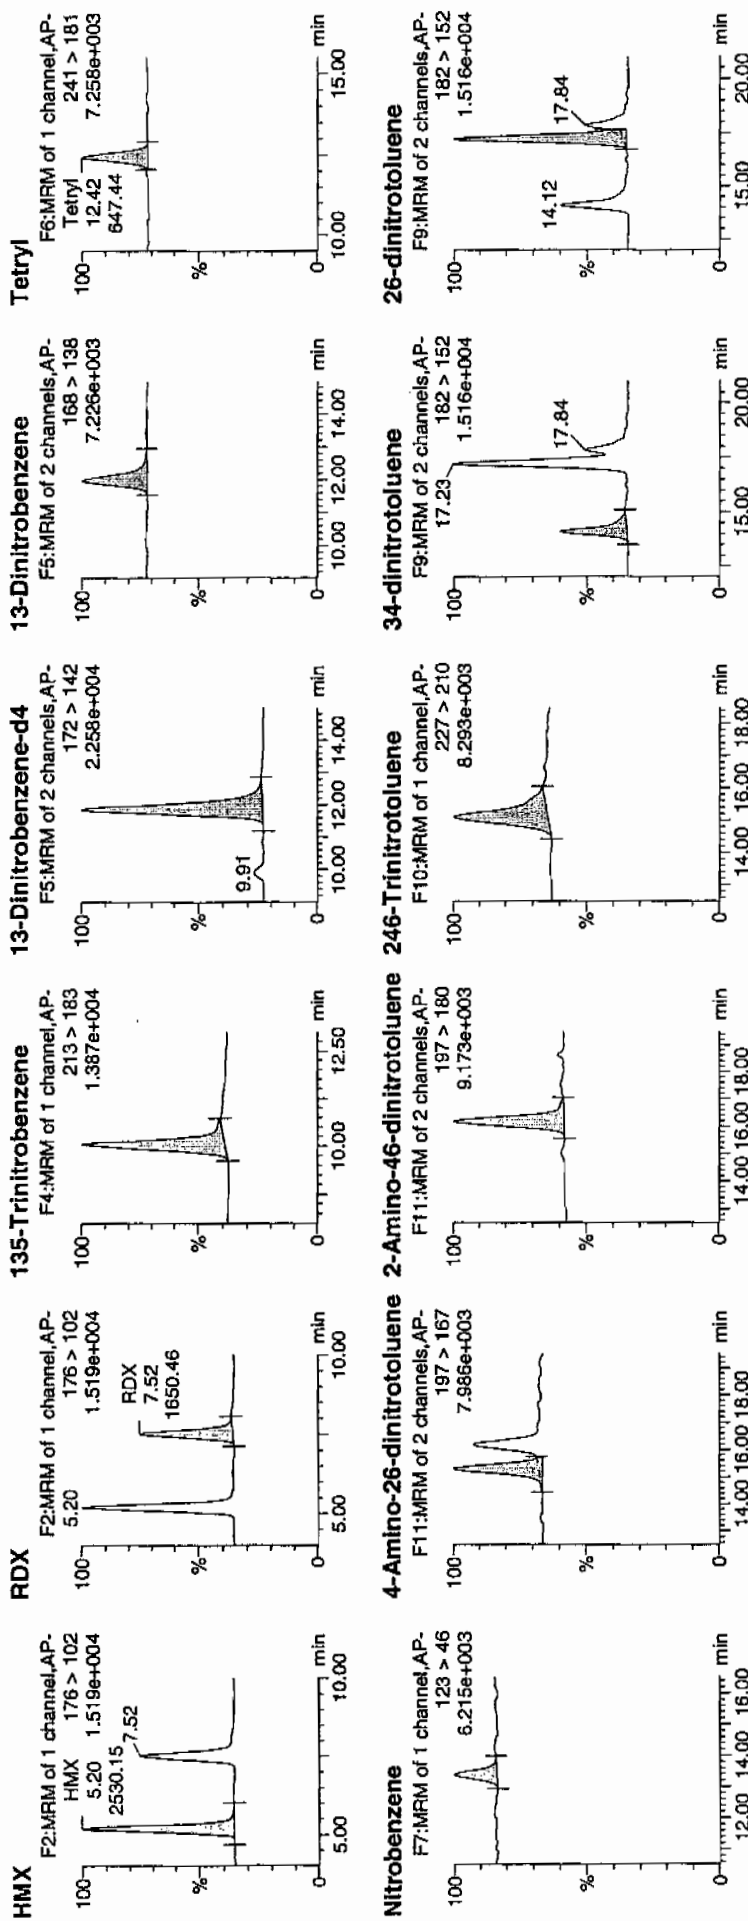 HMX
F2:MRM of 1 channel,AP-
HMX
176 > 102
5.20
1.519e+004
2530.15
7.52
100
%
0
5.00
10.00
min
RDX
F2:MRM of 1 channel,AP-
5.20
176 > 102
1.519e+004
RDX
7.52
1650.46
100
%
0
5.00
10.00
min
135-Trinitrobenzene
F4:MRM of 1 channel,AP-
213 > 183
1.387e+004
100
%
0
10.00
12.50
min
13-Dinitrobenzene-d4
F5:MRM of 2 channels,AP-
172 > 142
2.258e+004
9.91
100
%
0
10.00
12.00
14.00
min
13-Dinitrobenzene
F5:MRM of 2 channels,AP-
168 > 138
7.226e+003
100
%
0
10.00
12.00
14.00
min
Tetryl
F6:MRM of 1 channel,AP-
Tetryl
241 > 181
12.42
7.258e+003
647.44
100
%
0
10.00
15.00
min
Nitrobenzene
F7:MRM of 1 channel,AP-
123 > 46
6.215e+003
100
%
0
12.00
14.00
16.00
min
4-Amino-26-dinitrotoluene
F11:MRM of 2 channels,AP-
197 > 167
7.986e+003
100
%
0
14.00
16.00
18.00
min
2-Amino-46-dinitrotoluene
F11:MRM of 2 channels,AP-
197 > 180
9.173e+003
100
%
0
14.00
16.00
18.00
min
246-Trinitrotoluene
F10:MRM of 1 channel,AP-
227 > 210
8.293e+003
100
%
0
14.00
16.00
18.00
min
34-dinitrotoluene
F9:MRM of 2 channels,AP-
17.23
182 > 152
1.516e+004
17.84
100
%
0
15.00
20.00
min
26-dinitrotoluene
F9:MRM of 2 channels,AP-
182 > 152
1.516e+004
14.12
17.84
100
%
0
15.00
20.00
min